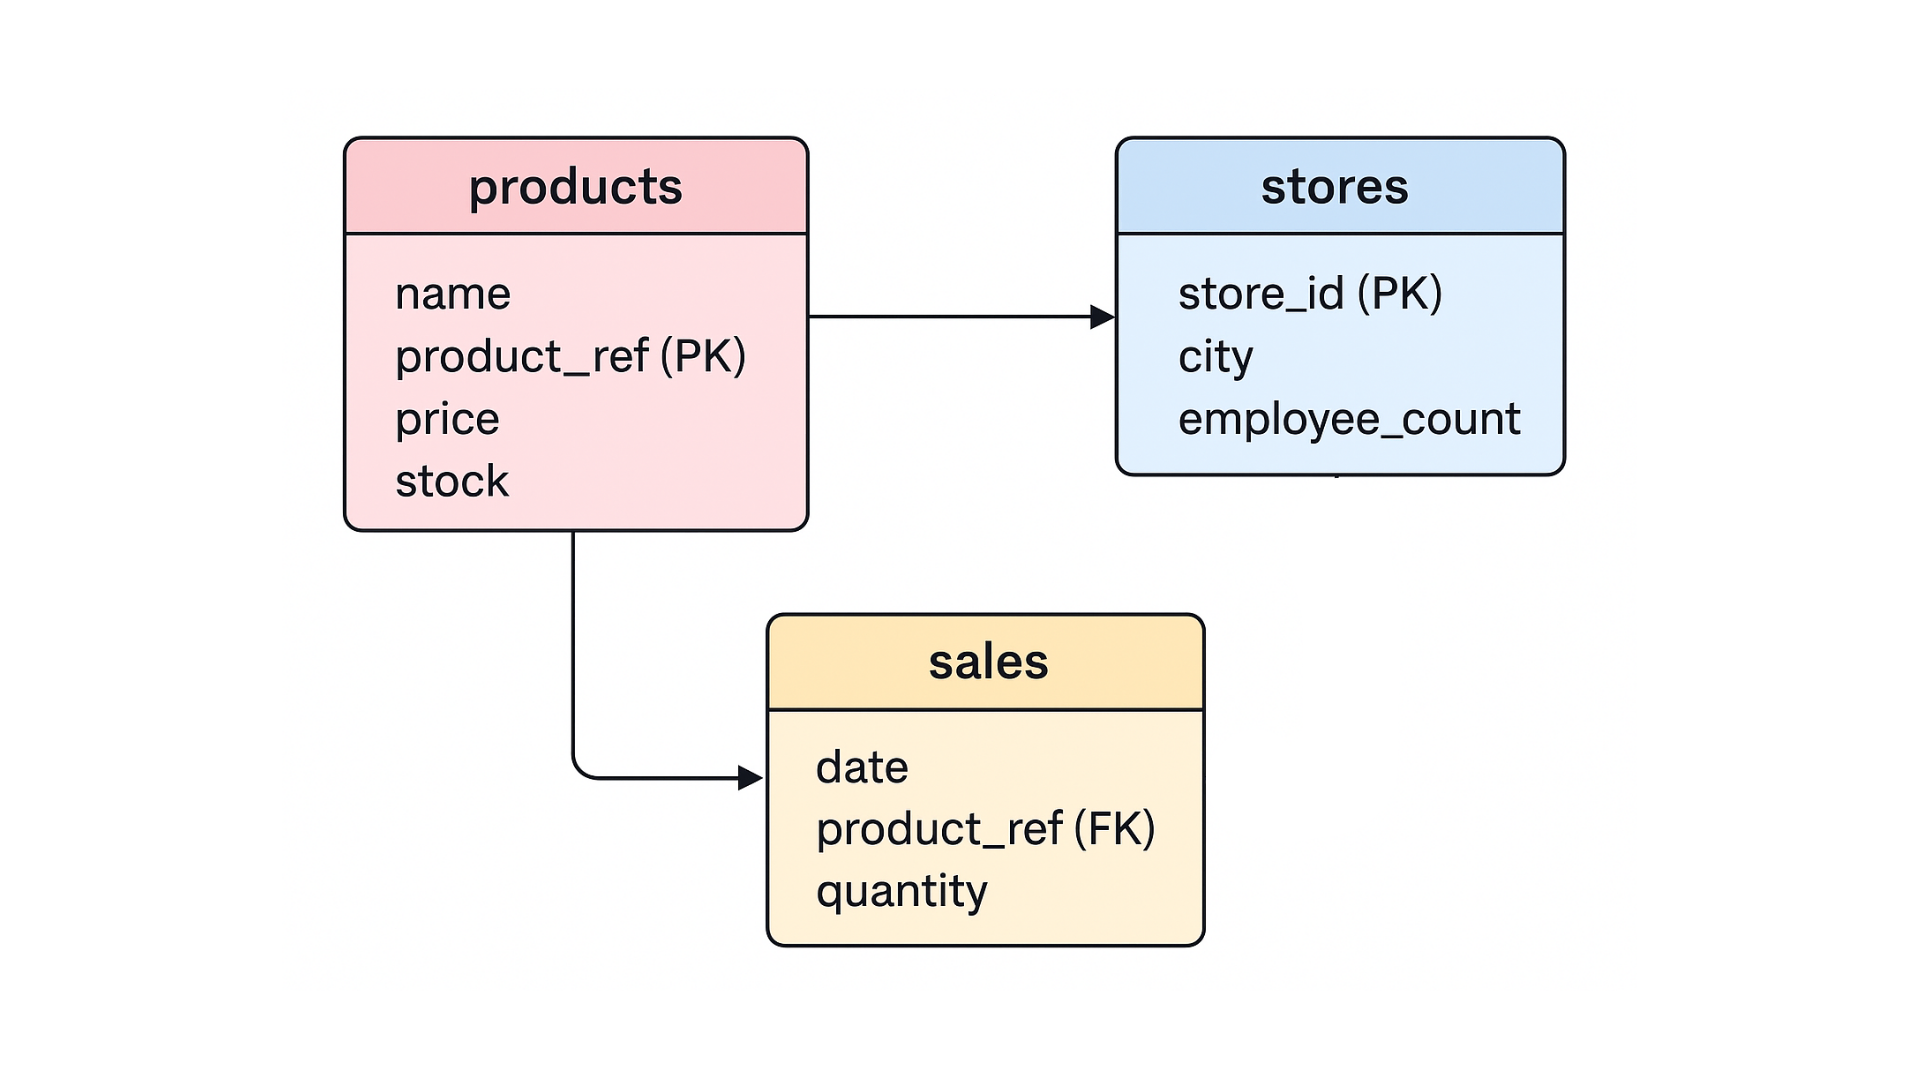 products
name
product_ref (PK)
price
stock
stores
store_id (PK)
city
employee_count
sales
date
product_ref (FK)
quantity